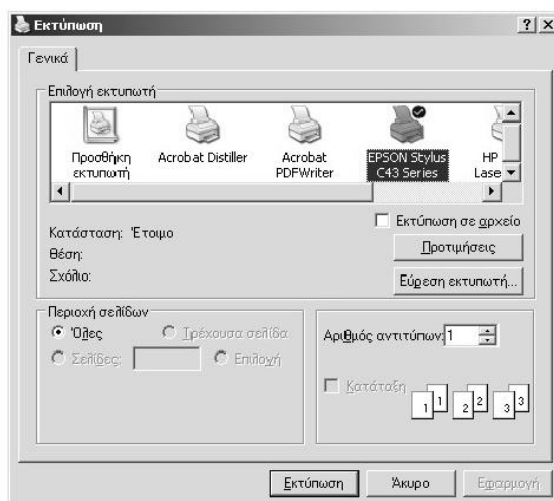 Εκτύπωση
Γενικά
Επιλογή εκτυπωτή
Προσθήκη εκτυπωτή
Acrobat Distiller
Acrobat PDFWriter
EPSON Stylus C43 Series
HP Lase
Κατάσταση: Έτοιμο
Θέση:
Σχόλιο:
Εκτύπωση σε αρχείο
Προτιμήσεις
Εύρεση εκτυπωτή...
Περιοχή σελίδων
Όλες
Τρέχουσα σελίδα
Σελίδες:
Επιλογή
Αριθμός αντιτύπων:
1
Κατάταξη
1 1 2 2 3 3
Εκτύπωση
Άκυρο
Εφαρμογή